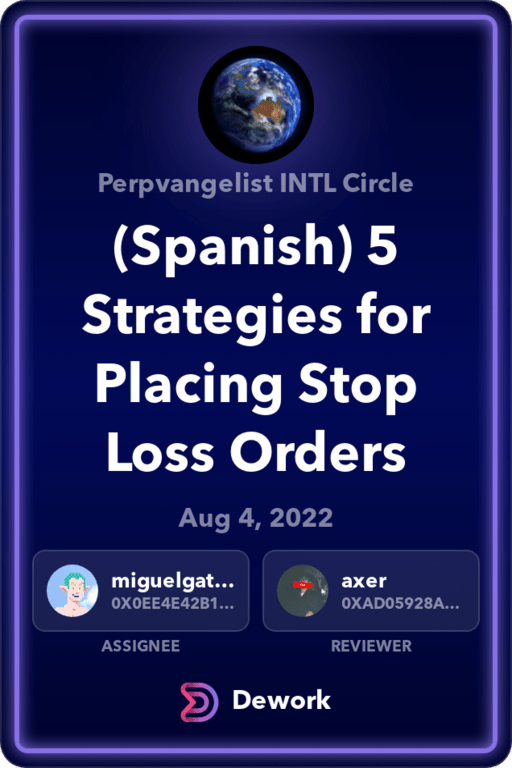 Perpvangelist INTL Circle
(Spanish) 5
Strategies for
Placing Stop
Loss Orders
Aug 4, 2022
miguelgat...
0X0EE4E42B1...
ASSIGNEE
axer
0XAD05928A...
REVIEWER
Dework